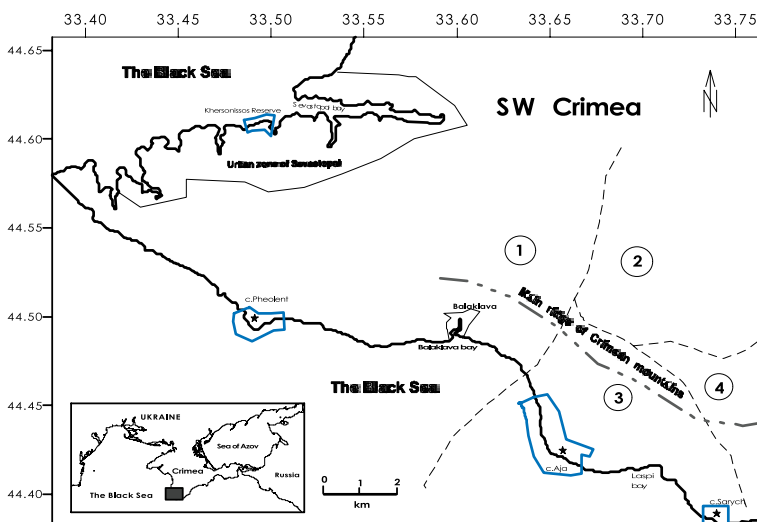 33.40 33.45 33.50 33.55 33.60 33.65 33.70 33.75
44.65
The Black Sea
Khersonissos Reserve
Sevastopol bay
SW Crimea
N
44.60
Urban zone of Sevastopol
44.55
1
2
c.Pheolent
Balaklava
44.50
Main ridge of Crimean mountains
Balaklava bay
The Black Sea
3
4
44.45
UKRAINE
Sea of Azov
Crimea
Russia
The Black Sea
c.Aja
Laspi
bay
0 1 2
km
c.Sarych
44.40